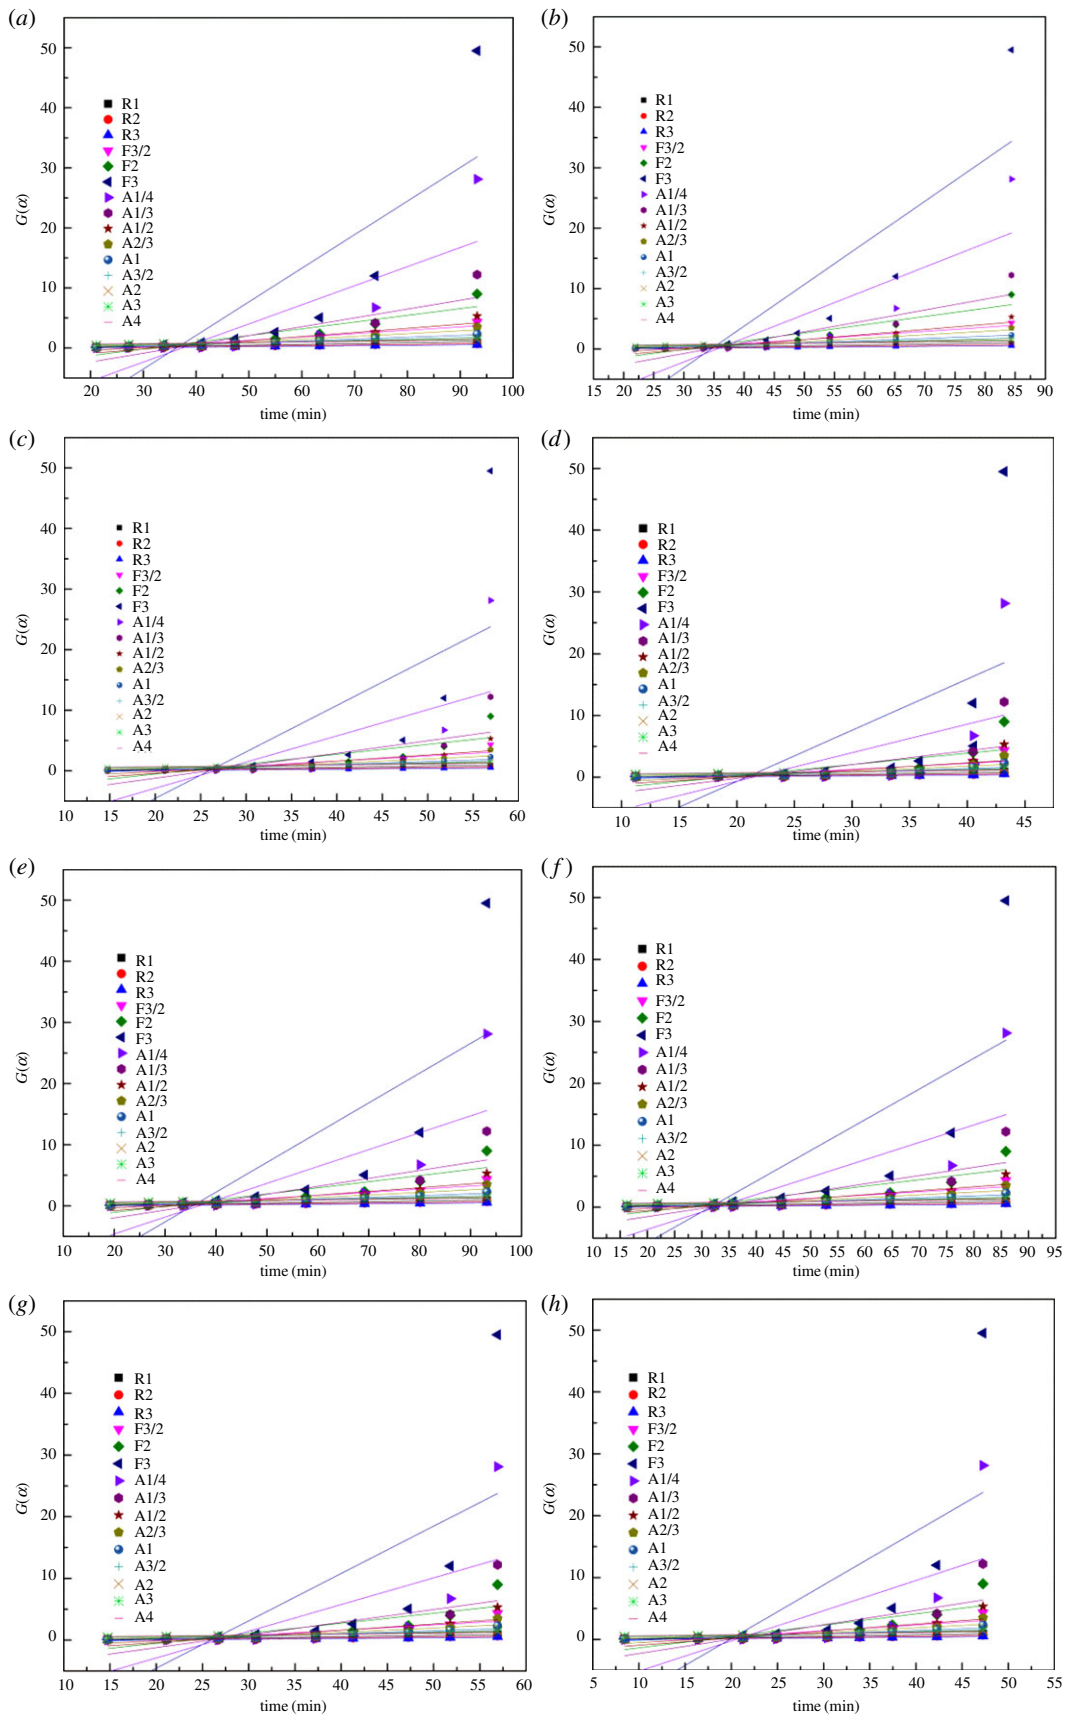 (a)
50
40
30
20
10
0
G(α)
R1
R2
R3
F3/2
F2
F3
A1/4
A1/3
A1/2
A2/3
A1
A3/2
A2
A3
A4
20 30 40 50 60 70 80 90 100
time (min)
(b)
50
40
30
20
10
0
G(α)
R1
R2
R3
F3/2
F2
F3
A1/4
A1/3
A1/2
A2/3
A1
A3/2
A2
A3
A4
15 20 25 30 35 40 45 50 55 60 65 70 75 80 85 90
time (min)
(c)
50
40
30
20
10
0
G(α)
R1
R2
R3
F3/2
F2
F3
A1/4
A1/3
A1/2
A2/3
A1
A3/2
A2
A3
A4
10 15 20 25 30 35 40 45 50 55 60
time (min)
(d)
50
40
30
20
10
0
G(α)
R1
R2
R3
F3/2
F2
F3
A1/4
A1/3
A1/2
A2/3
A1
A3/2
A2
A3
A4
10 15 20 25 30 35 40 45
time (min)
(e)
50
40
30
20
10
0
G(α)
R1
R2
R3
F3/2
F2
F3
A1/4
A1/3
A1/2
A2/3
A1
A3/2
A2
A3
A4
10 20 30 40 50 60 70 80 90 100
time (min)
(f)
50
40
30
20
10
0
G(α)
R1
R2
R3
F3/2
F2
F3
A1/4
A1/3
A1/2
A2/3
A1
A3/2
A2
A3
A4
10 15 20 25 30 35 40 45 50 55 60 65 70 75 80 85 90 95
time (min)
(g)
50
40
30
20
10
0
G(α)
R1
R2
R3
F3/2
F2
F3
A1/4
A1/3
A1/2
A2/3
A1
A3/2
A2
A3
A4
10 15 20 25 30 35 40 45 50 55 60
time (min)
(h)
50
40
30
20
10
0
G(α)
R1
R2
R3
F3/2
F2
F3
A1/4
A1/3
A1/2
A2/3
A1
A3/2
A2
A3
A4
5 10 15 20 25 30 35 40 45 50 55
time (min)